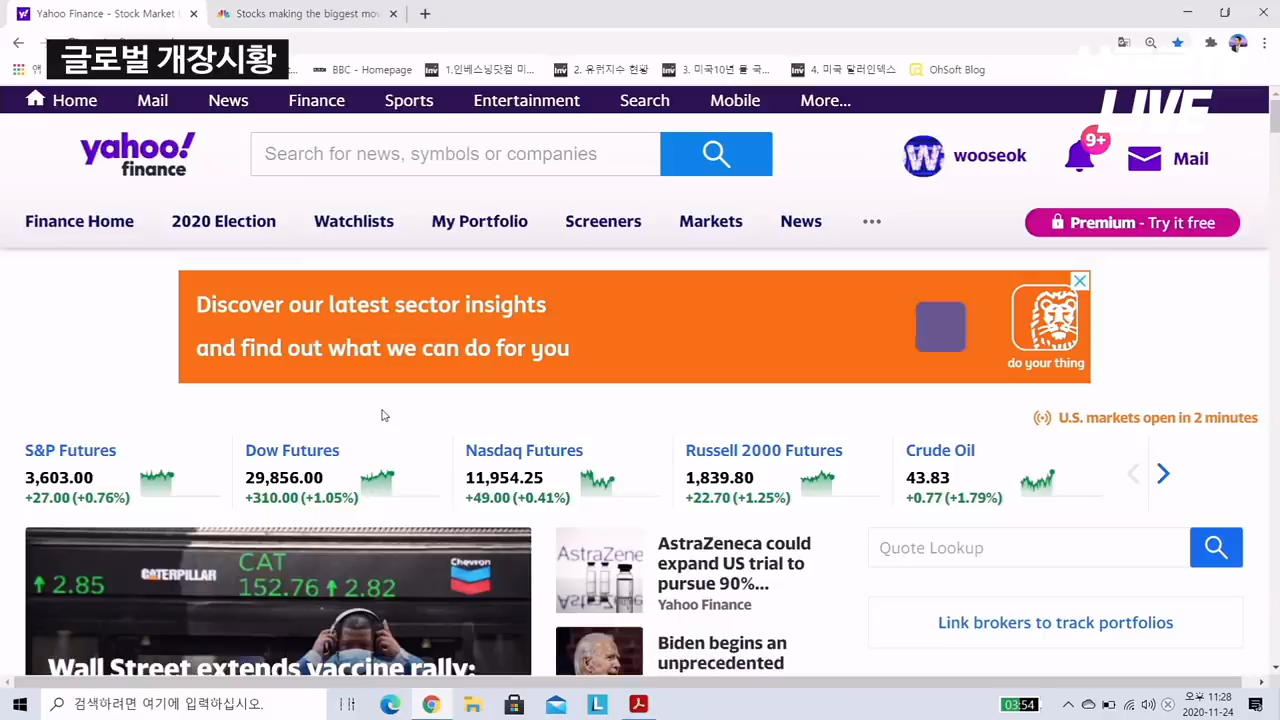 Yahoo Finance - Stock Market
Stocks making the biggest mov
글로벌 개장시황
BBC - Homepage
1.인베스팅닷컴 미...
2. 유럽지수 현황
3. 미국10년 물 국...
4. 미국 달러인덱스
OhSoft Blog
LIVE
Home
Mail
News
Finance
Sports
Entertainment
Search
Mobile
More...
yahoo!
finance
Search for news, symbols or companies
W
wooseok
9+
Mail
Finance Home
2020 Election
Watchlists
My Portfolio
Screeners
Markets
News
Premium - Try it free
Discover our latest sector insights
and find out what we can do for you
do your thing
U.S. markets open in 2 minutes
S&P Futures
3,603.00
+27.00 (+0.76%)
Dow Futures
29,856.00
+310.00 (+1.05%)
Nasdaq Futures
11,954.25
+49.00 (+0.41%)
Russell 2000 Futures
1,839.80
+22.70 (+1.25%)
Crude Oil
43.83
+0.77 (+1.79%)
2.85
CATERPILLAR
CAT
152.76 2.82
Chevron
Wall Street extends vaccine rally:
AstraZene
AstraZeneca could
expand US trial to
pursue 90%...
Yahoo Finance
Biden begins an
unprecedented
Quote Lookup
Link brokers to track portfolios
검색하려면 여기에 입력하십시오.
03:54
오후 11:28
2020-11-24